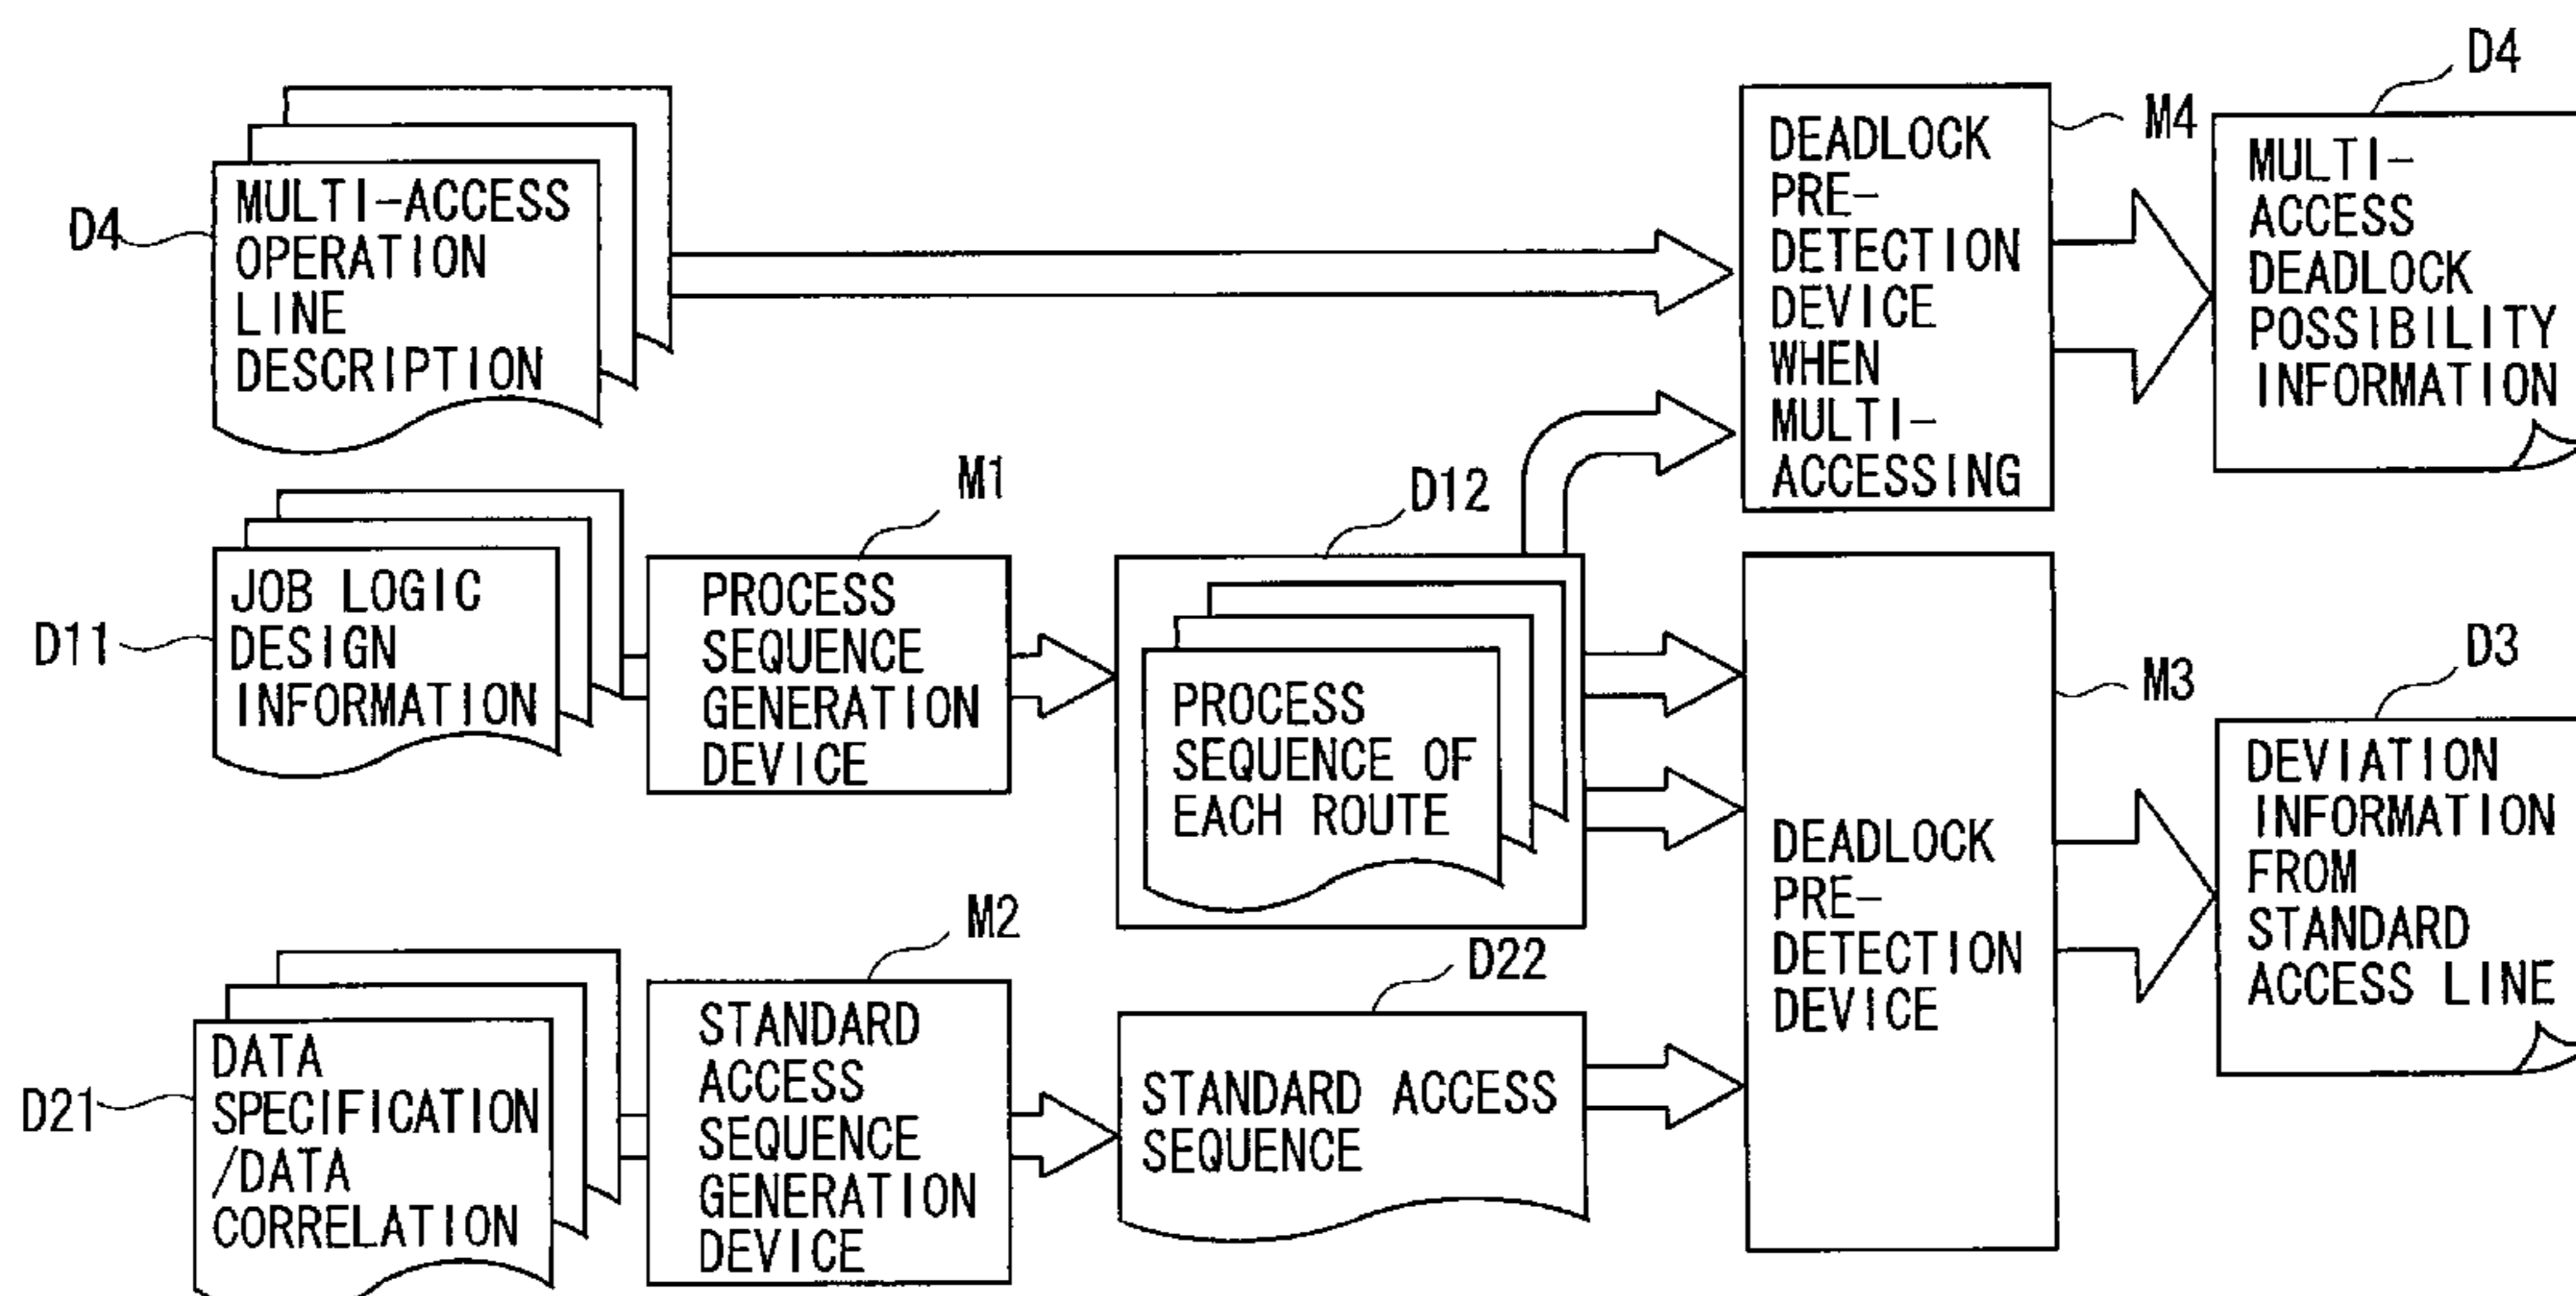 D4
MULTI-ACCESS
OPERATION
LINE
DESCRIPTION
DEADLOCK
PRE-
DETECTION
DEVICE
WHEN
MULTI-
ACCESSING
M4
D4
MULTI-
ACCESS
DEADLOCK
POSSIBILITY
INFORMATION
D11
JOB LOGIC
DESIGN
INFORMATION
M1
PROCESS
SEQUENCE
GENERATION
DEVICE
D12
PROCESS
SEQUENCE OF
EACH ROUTE
D21
DATA
SPECIFICATION
/DATA
CORRELATION
M2
STANDARD
ACCESS
SEQUENCE
GENERATION
DEVICE
D22
STANDARD ACCESS
SEQUENCE
DEADLOCK
PRE-
DETECTION
DEVICE
M3
D3
DEVIATION
INFORMATION
FROM
STANDARD
ACCESS LINE